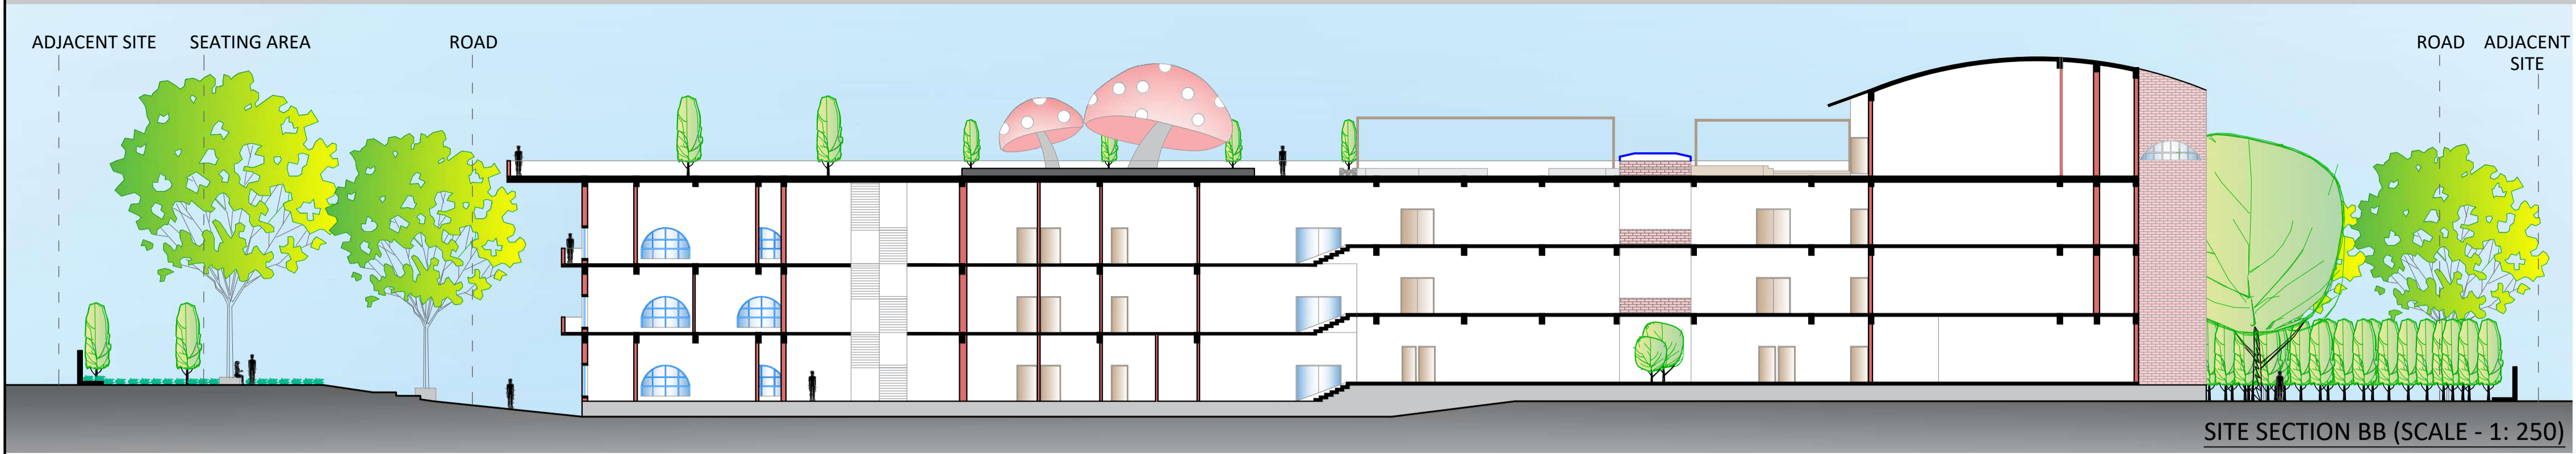 ADJACENT SITE
SEATING AREA
ROAD
ROAD
ADJACENT
SITE
SITE SECTION BB (SCALE - 1: 250)